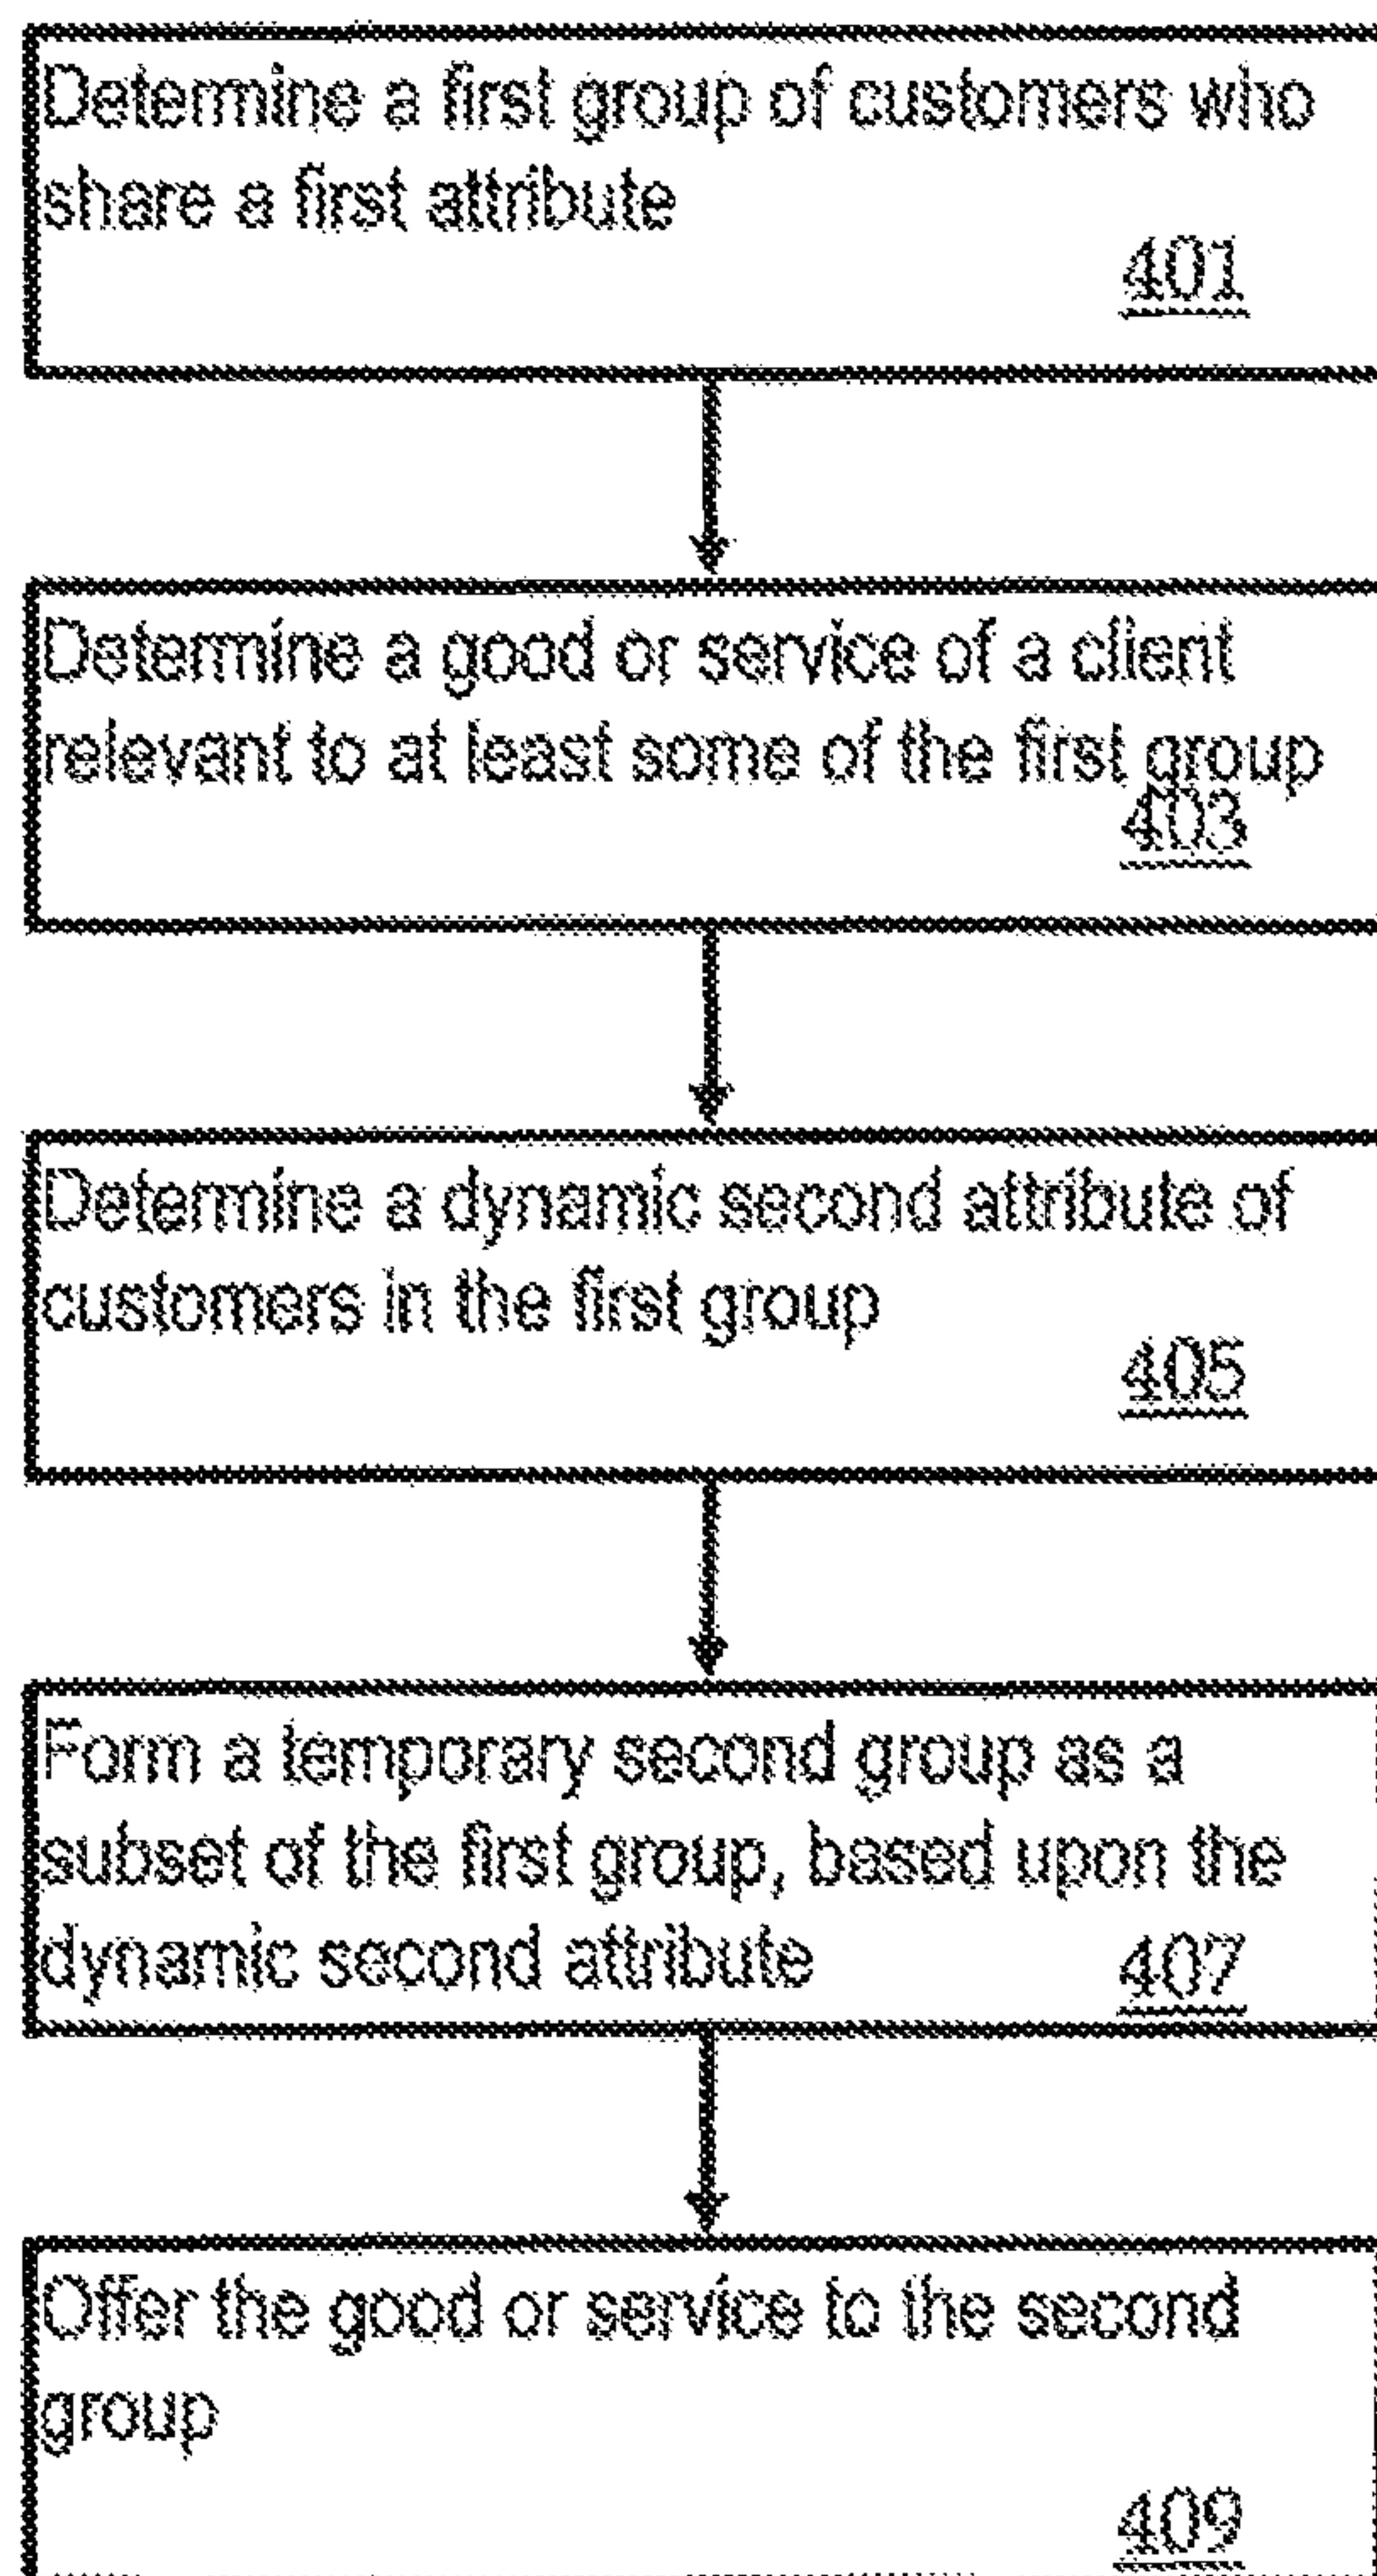 Determine a first group of customers who
share a first attribute
401
Determine a good or service of a client
relevant to at least some of the first group
403
Determine a dynamic second attribute of
customers in the first group
405
Form a temporary second group as a
subset of the first group, based upon the
dynamic second attribute 407
Offer the good or service to the second
group
409